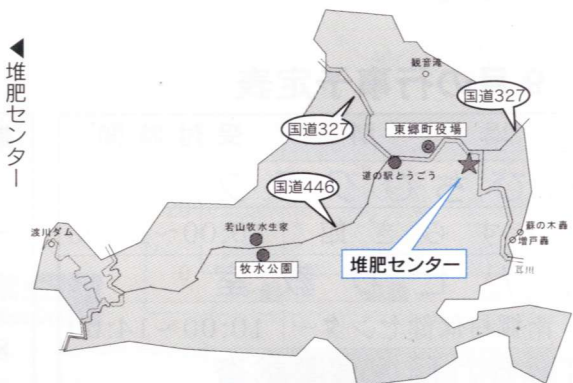 ◀堆肥センター
観音滝
国道327
国道327
東郷町役場
道の駅とうごう
国道446
若山牧水生家
牧水公園
渡川ダム
堆肥センター
蘇の木轟
増戸轟
耳川